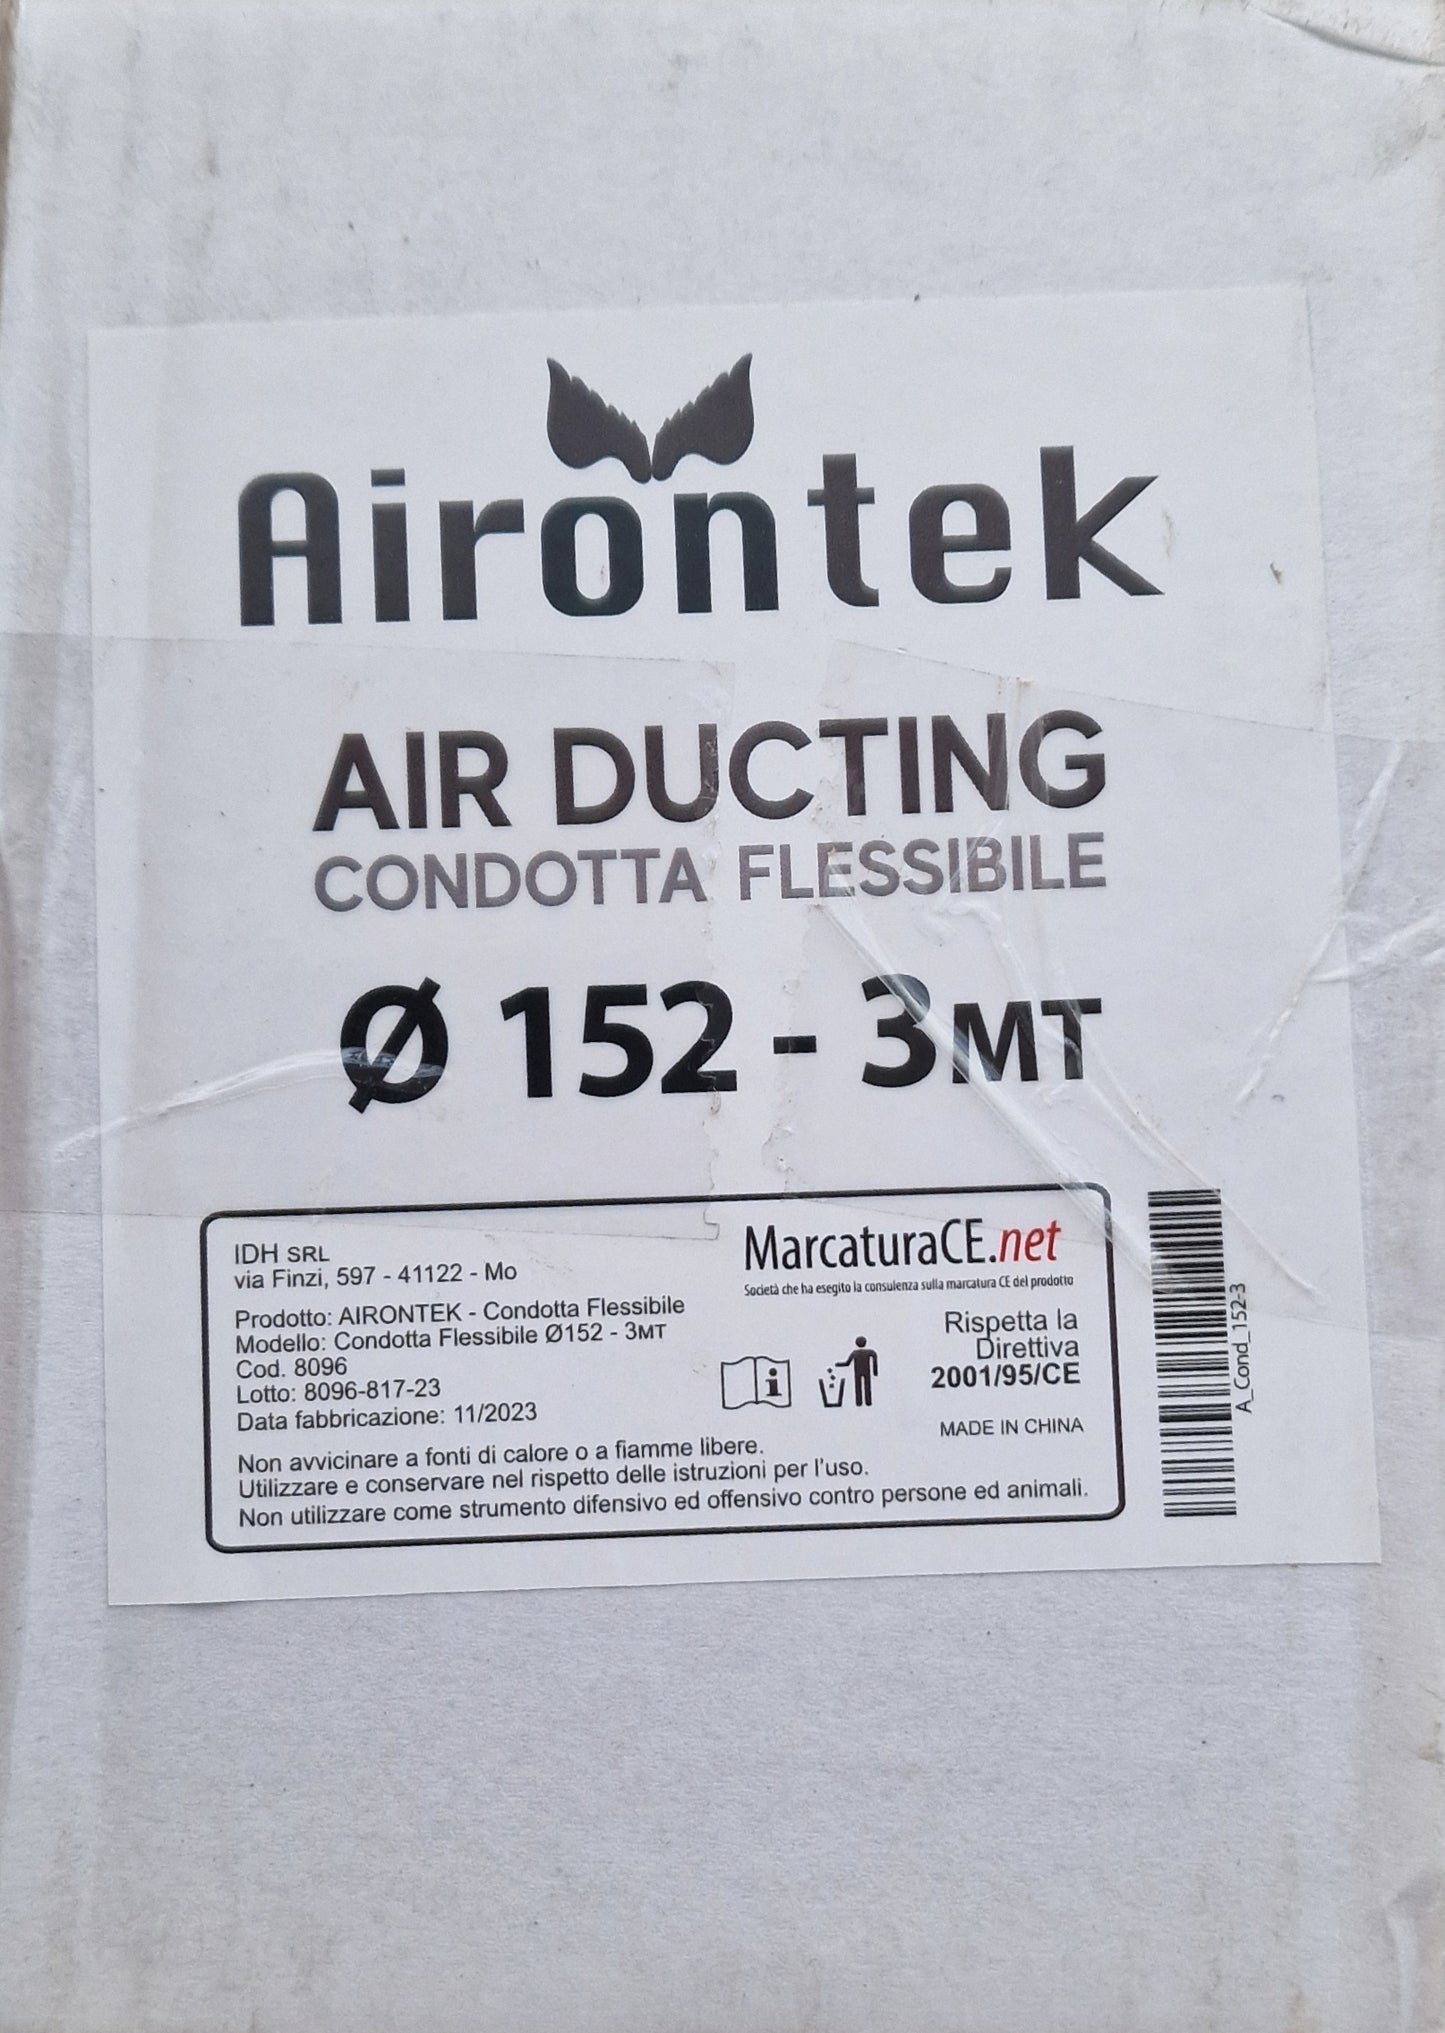 Airontek
AIR DUCTING
CONDOTTA FLESSIBILE
Ø 152 - 3MT
IDH SRL
via Finzi, 597 - 41122 - Mo
Prodotto: AIRONTEK - Condotta Flessibile
Modello: Condotta Flessibile Ø152 - 3MT
Cod. 8096
Lotto: 8096-817-23
Data fabbricazione: 11/2023
MarcaturaCE.net
Società che ha esegito la consulenza sulla marcatura CE del prodotto
Rispetta la
Direttiva
2001/95/CE
MADE IN CHINA
Non avvicinare a fonti di calore o a fiamme libere.
Utilizzare e conservare nel rispetto delle istruzioni per l'uso.
Non utilizzare come strumento difensivo ed offensivo contro persone ed animali.
A_Cond_152-3